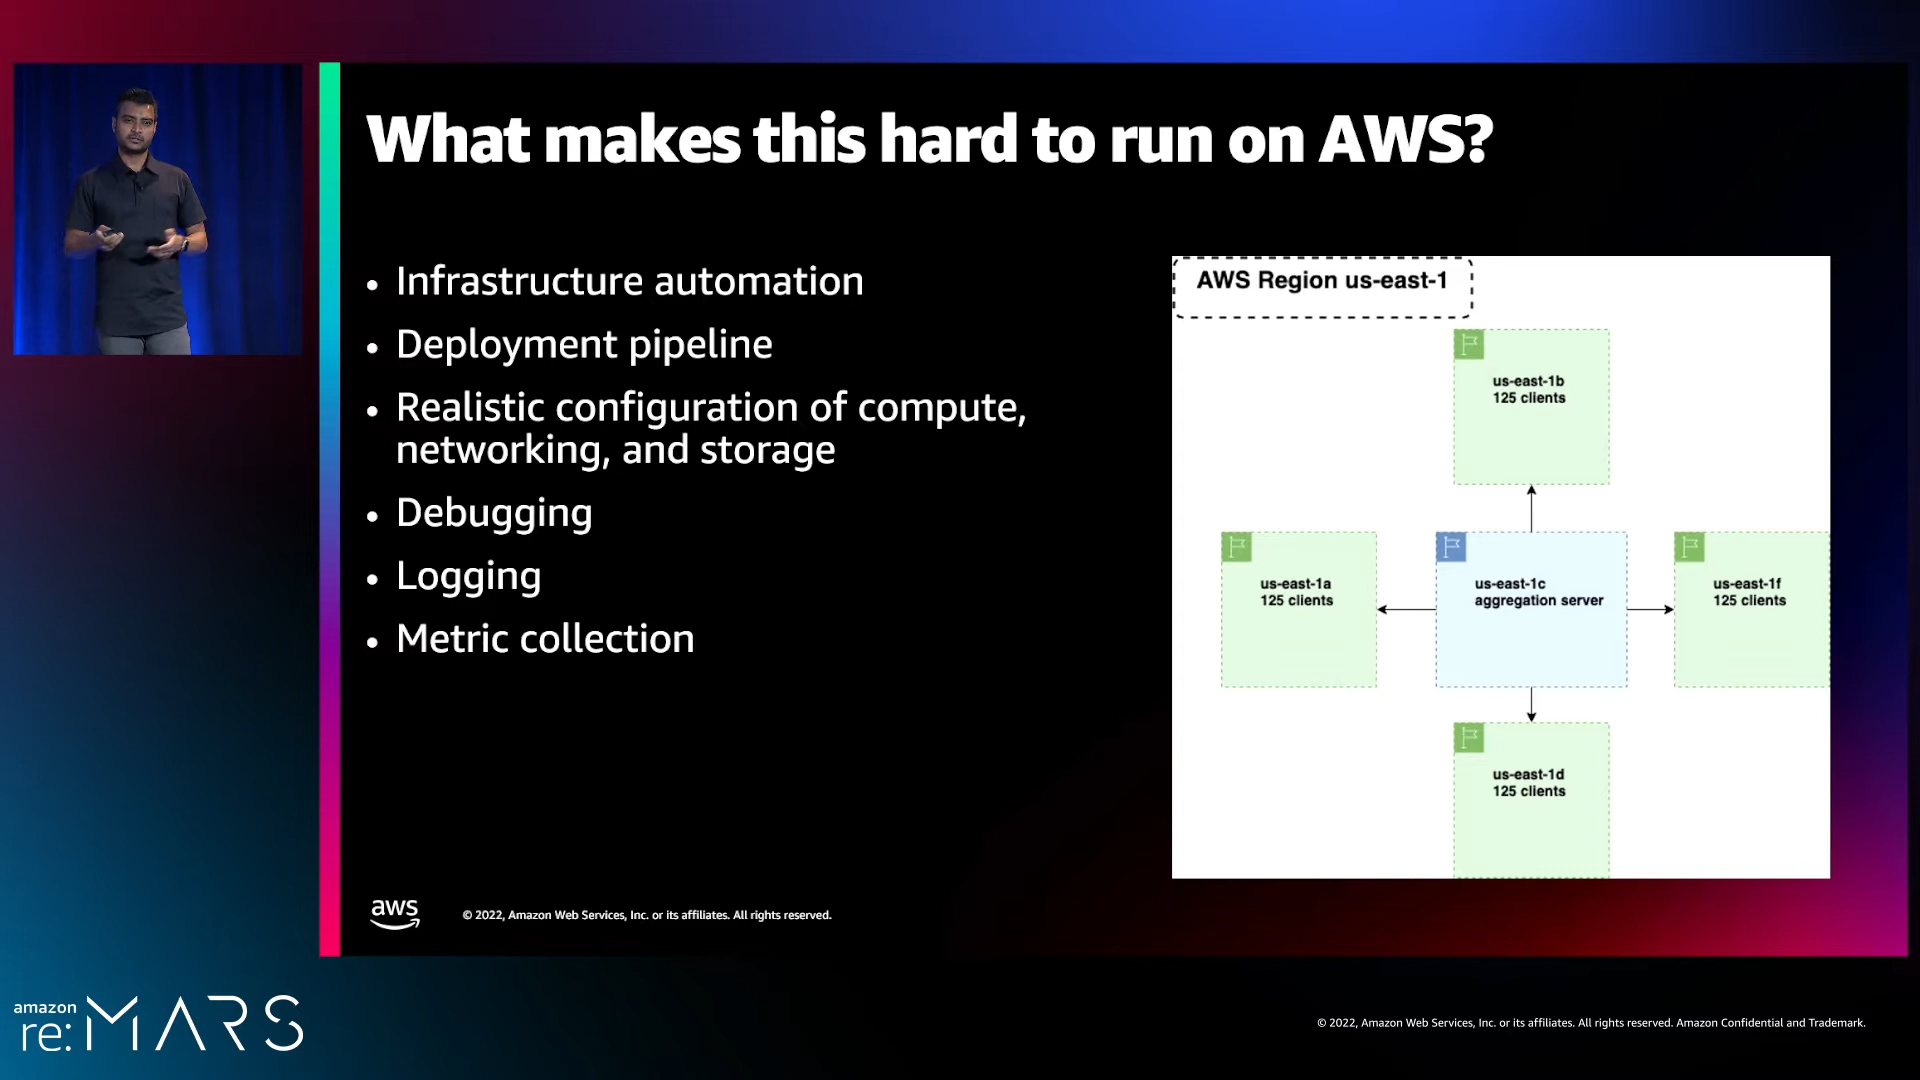 What makes this hard to run on AWS?
• Infrastructure automation
• Deployment pipeline
• Realistic configuration of compute,
networking, and storage
• Debugging
• Logging
• Metric collection
AWS Region us-east-1
us-east-1b
125 clients
us-east-1a
125 clients
us-east-1c
aggregation server
us-east-1f
125 clients
us-east-1d
125 clients
aws
© 2022, Amazon Web Services, Inc. or its affiliates. All rights reserved.
amazon
re:MARS
© 2022, Amazon Web Services, Inc. or its affiliates. All rights reserved. Amazon Confidential and Trademark.